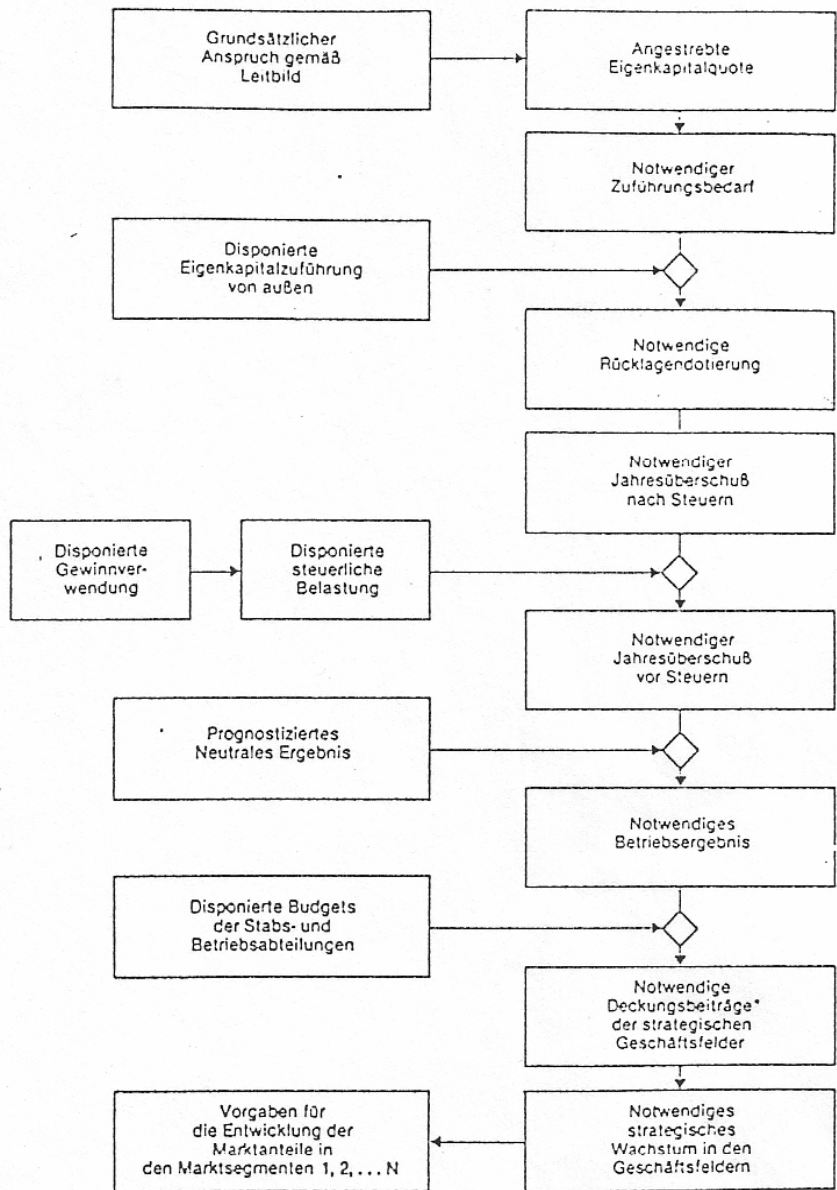 Grundsätzlicher
Anspruch gemäß
Leitbild
Angestrebte
Eigenkapitalquote
Notwendiger
Zuführungsbedarf
Disponierte
Eigenkapitalzuführung
von außen
Notwendige
Rücklagendotierung
Notwendiger
Jahresüberschuß
nach Steuern
Disponierte
Gewinnver-
wendung
Disponierte
steuerliche
Belastung
Notwendiger
Jahresüberschuß
vor Steuern
Prognostiziertes
Neutrales Ergebnis
Notwendiges
Betriebsergebnis
Disponierte Budgets
der Stabs- und
Betriebsabteilungen
Notwendige
Deckungsbeiträge*
der strategischen
Geschäftsfelder
Vorgaben für
die Entwicklung der
Marktanteile in
den Marktsegmenten 1, 2, ... N
Notwendiges
strategisches
Wachstum in den
Geschäftsfeldern